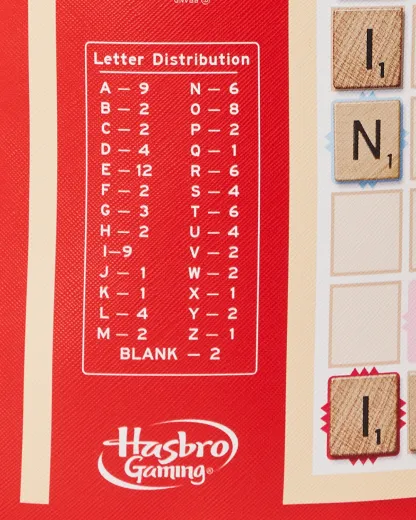 Letter Distribution
A — 9 N — 6
B — 2 O — 8
C — 2 P — 2
D — 4 Q — 1
E — 12 R — 6
F — 2 S — 4
G — 3 T — 6
H — 2 U — 4
I—9 V — 2
J — 1 W — 2
K — 1 X — 1
L — 4 Y — 2
M — 2 Z — 1
BLANK — 2
Hasbro
Gaming®
I1
N1
I1